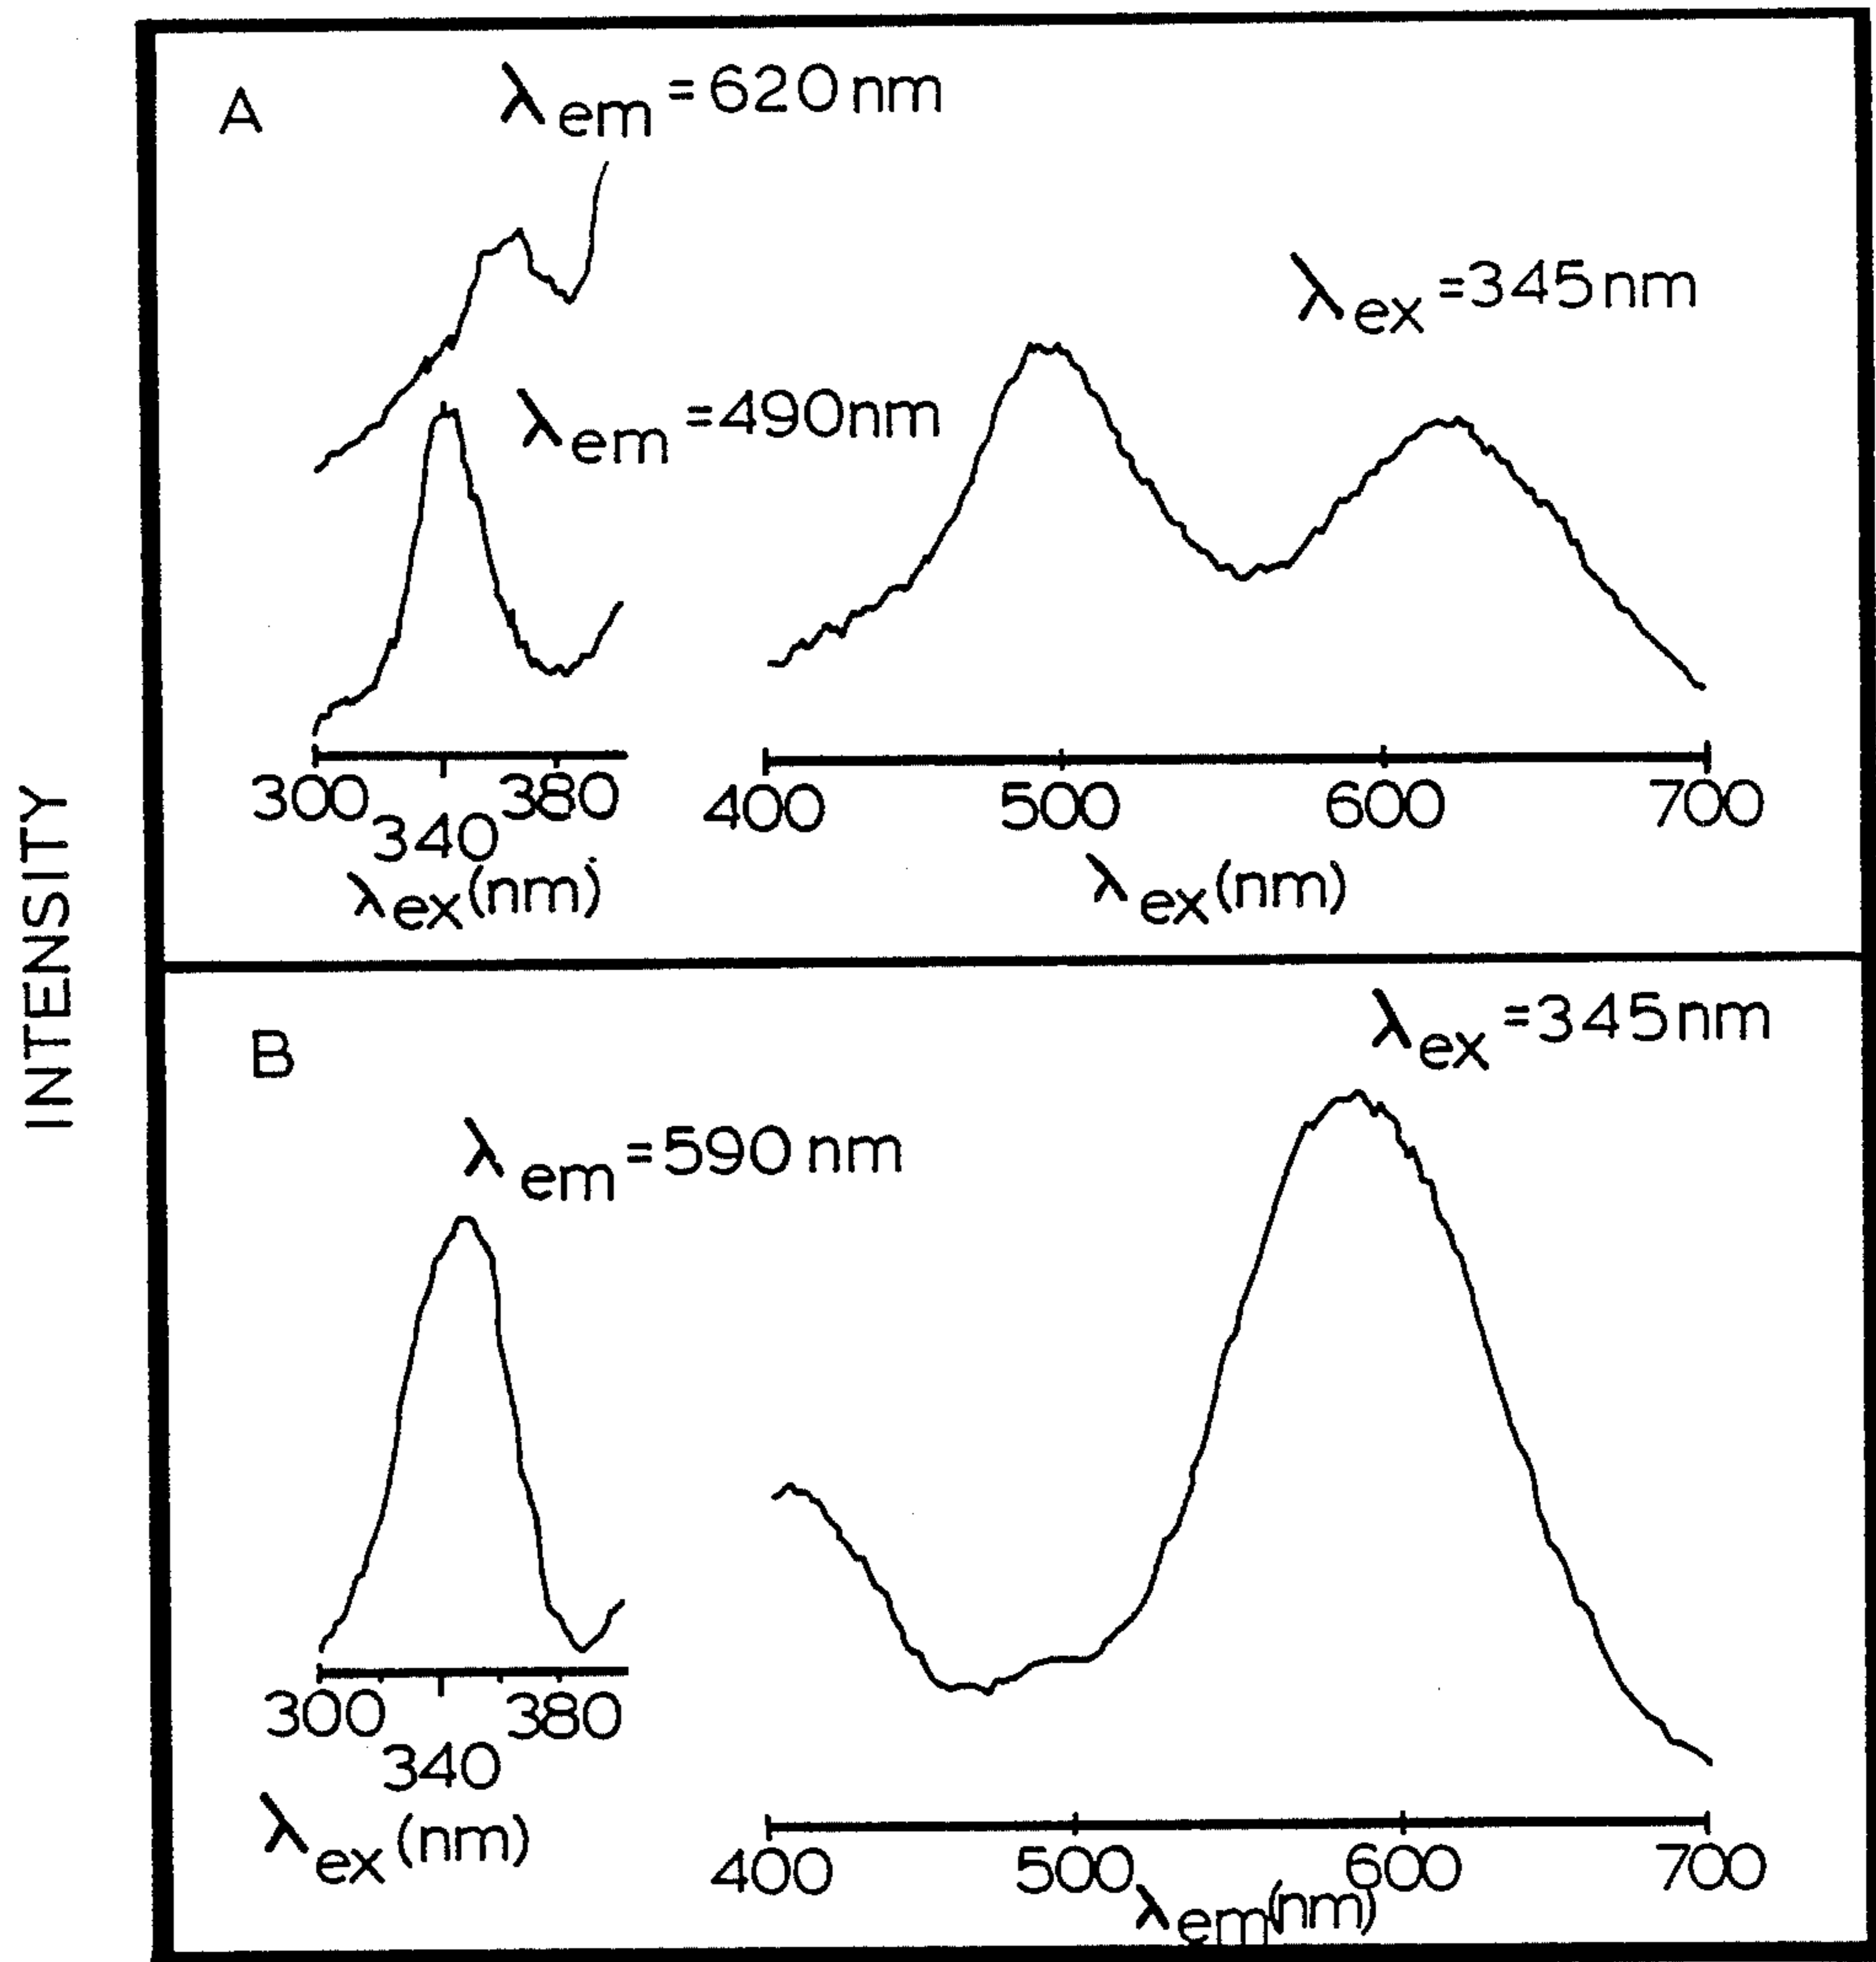 INTENSITY
A
λem =620nm
λem =490nm
λex =345nm
300 340 380
λex(nm)
400 500 600 700
λex(nm)
B
λem =590nm
λex =345nm
300 340 380
λex(nm)
400 500 600 700
λem(nm)